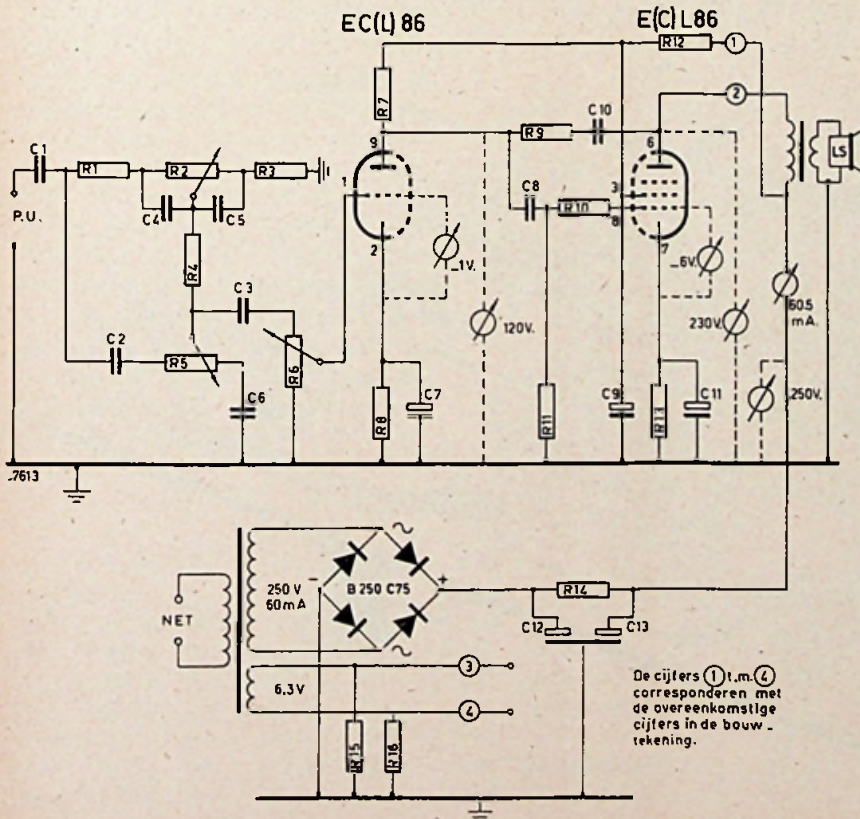 EC(L) 86
E(C) L86
R12
1
2
R7
C10
R9
9
6
C1
R1
R2
R3
1
C8
3
R10
8
LS
P.U.
C4
C5
2
7
R4
_1V.
_6V.
60.5
mA.
C3
120V.
230V.
C2
R5
R6
250V.
C6
C7
R8
R11
C9
R13
C11
.7613
250 V
60mA
-
B 250 C75
+
R14
NET
C12
C13
6.3V
3
4
R15
R16
De cijfers 1 t.m. 4
corresponderen met
de overeenkomstige
cijfers in de bouw_
tekening.